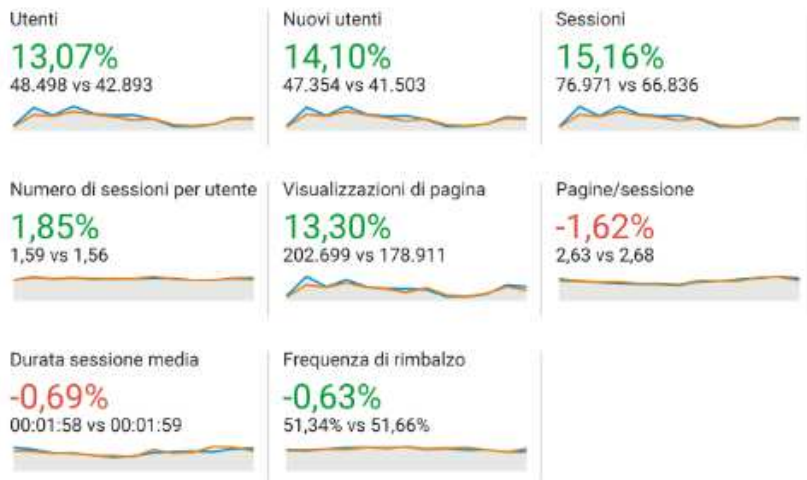 Utenti
13,07%
48.498 vs 42.893
Nuovi utenti
14,10%
47.354 vs 41.503
Sessioni
15,16%
76.971 vs 66.836
Numero di sessioni per utente
1,85%
1,59 vs 1,56
Visualizzazioni di pagina
13,30%
202.699 vs 178.911
Pagine/sessione
-1,62%
2,63 vs 2,68
Durata sessione media
-0,69%
00:01:58 vs 00:01:59
Frequenza di rimbalzo
-0,63%
51,34% vs 51,66%